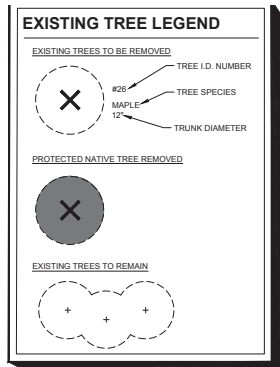 EXISTING TREE LEGEND
EXISTING TREES TO BE REMOVED
TREE I.D. NUMBER
#26
TREE SPECIES
MAPLE
12"
TRUNK DIAMETER
PROTECTED NATIVE TREE REMOVED
EXISTING TREES TO REMAIN